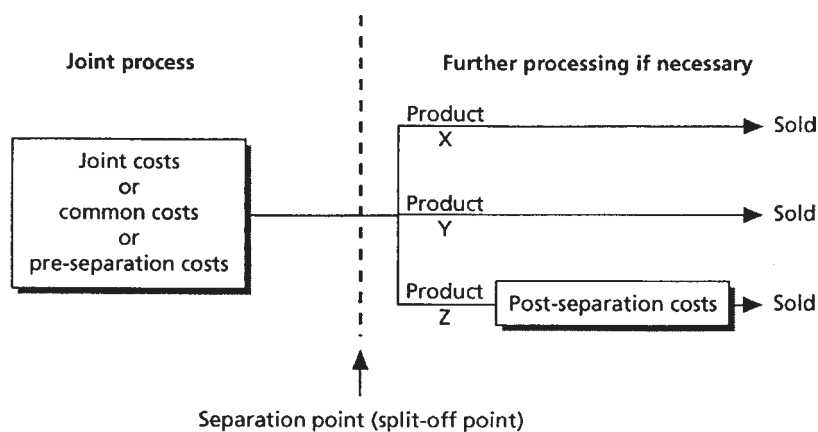 Joint process
Further processing if necessary
Joint costs
or
common costs
or
pre-separation costs
Product
X
Sold
Product
Y
Sold
Product
Z
Post-separation costs
Sold
Separation point (split-off point)